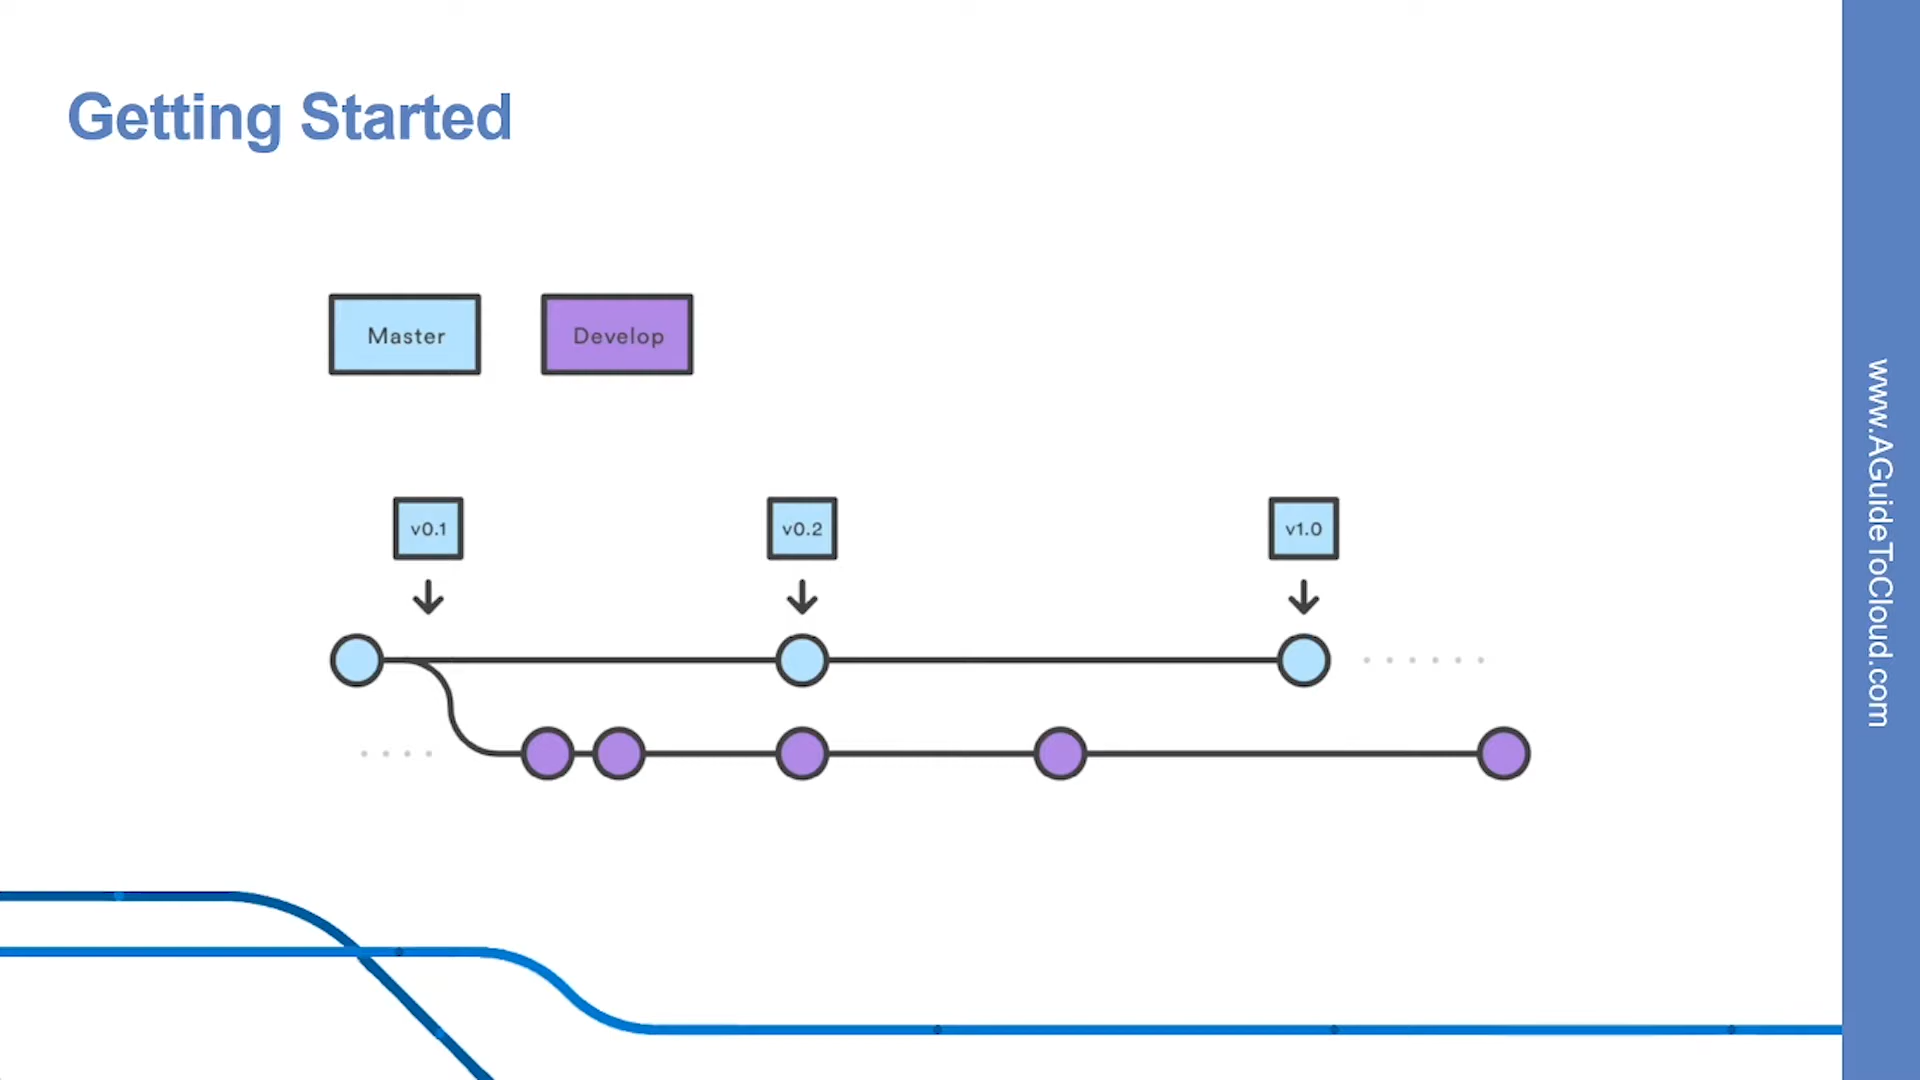 Getting Started
Master
Develop
v0.1
v0.2
v1.0
www.AGuideToCloud.com